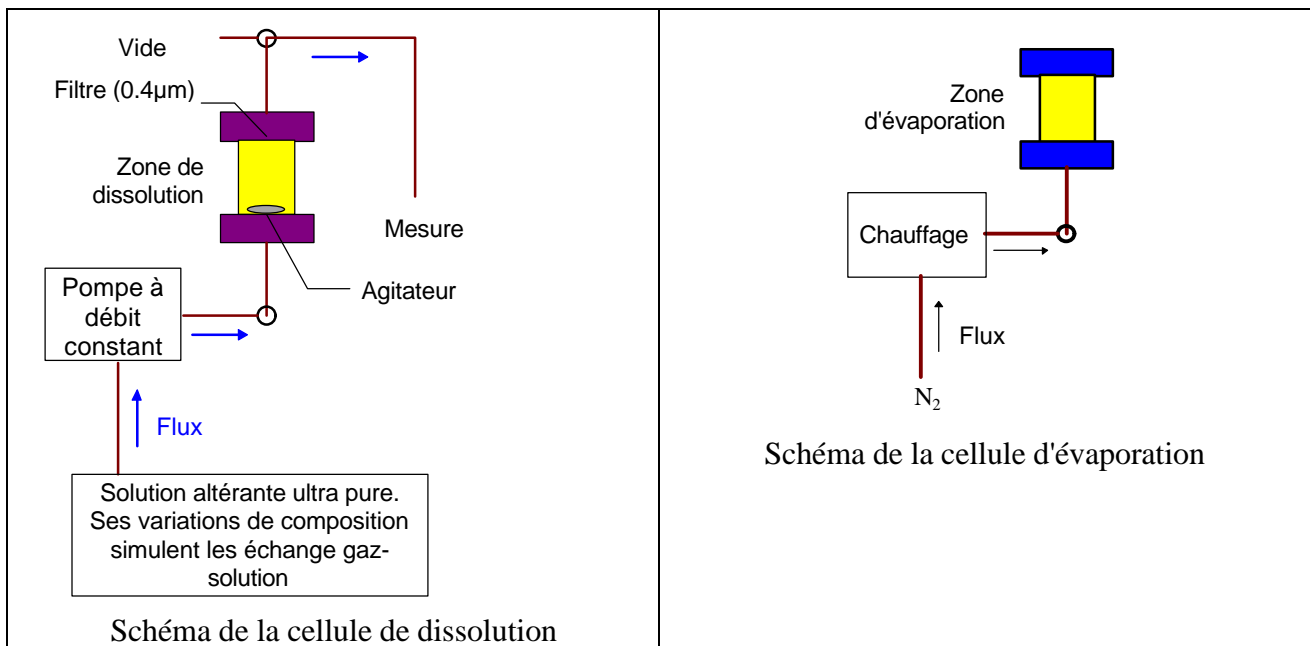 Vide
Filtre (0.4µm)
Zone de
dissolution
Mesure
Agitateur
Pompe à
débit
constant
Flux
Solution altérante ultra pure.
Ses variations de composition
simulent les échange gaz-
solution
Schéma de la cellule de dissolution
Zone
d'évaporation
Chauffage
Flux
N₂
Schéma de la cellule d'évaporation